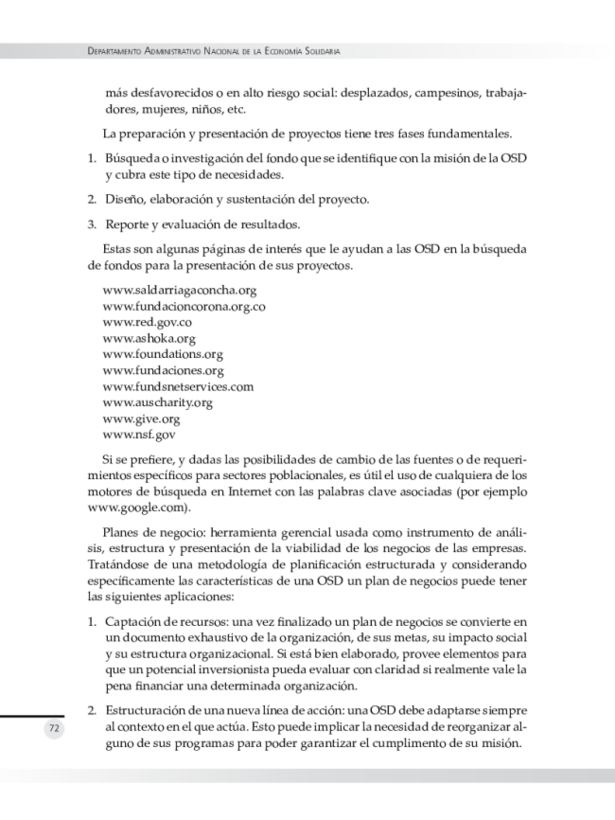 Departamento Administrativo Nacional de la Economía Solidaria
más desfavorecidos o en alto riesgo social: desplazados, campesinos, trabaja-
dores, mujeres, niños, etc.
La preparación y presentación de proyectos tiene tres fases fundamentales.
1. Búsqueda o investigación del fondo que se identifique con la misión de la OSD
y cubra este tipo de necesidades.
2. Diseño, elaboración y sustentación del proyecto.
3. Reporte y evaluación de resultados.
Estas son algunas páginas de interés que le ayudan a las OSD en la búsqueda
de fondos para la presentación de sus proyectos.
www.saldarriagaconcha.org
www.fundacioncorona.org.co
www.red.gov.co
www.ashoka.org
www.foundations.org
www.fundaciones.org
www.fundsnetservices.com
www.auscharity.org
www.give.org
www.nsf.gov
Si se prefiere, y dadas las posibilidades de cambio de las fuentes o de requeri-
mientos específicos para sectores poblacionales, es útil el uso de cualquiera de los
motores de búsqueda en Internet con las palabras clave asociadas (por ejemplo
www.google.com).
Planes de negocio: herramienta gerencial usada como instrumento de análi-
sis, estructura y presentación de la viabilidad de los negocios de las empresas.
Tratándose de una metodología de planificación estructurada y considerando
específicamente las características de una OSD un plan de negocios puede tener
las siguientes aplicaciones:
1. Captación de recursos: una vez finalizado un plan de negocios se convierte en
un documento exhaustivo de la organización, de sus metas, su impacto social
y su estructura organizacional. Si está bien elaborado, provee elementos para
que un potencial inversionista pueda evaluar con claridad si realmente vale la
pena financiar una determinada organización.
2. Estructuración de una nueva línea de acción: una OSD debe adaptarse siempre
al contexto en el que actúa. Esto puede implicar la necesidad de reorganizar al-
guno de sus programas para poder garantizar el cumplimento de su misión.
72